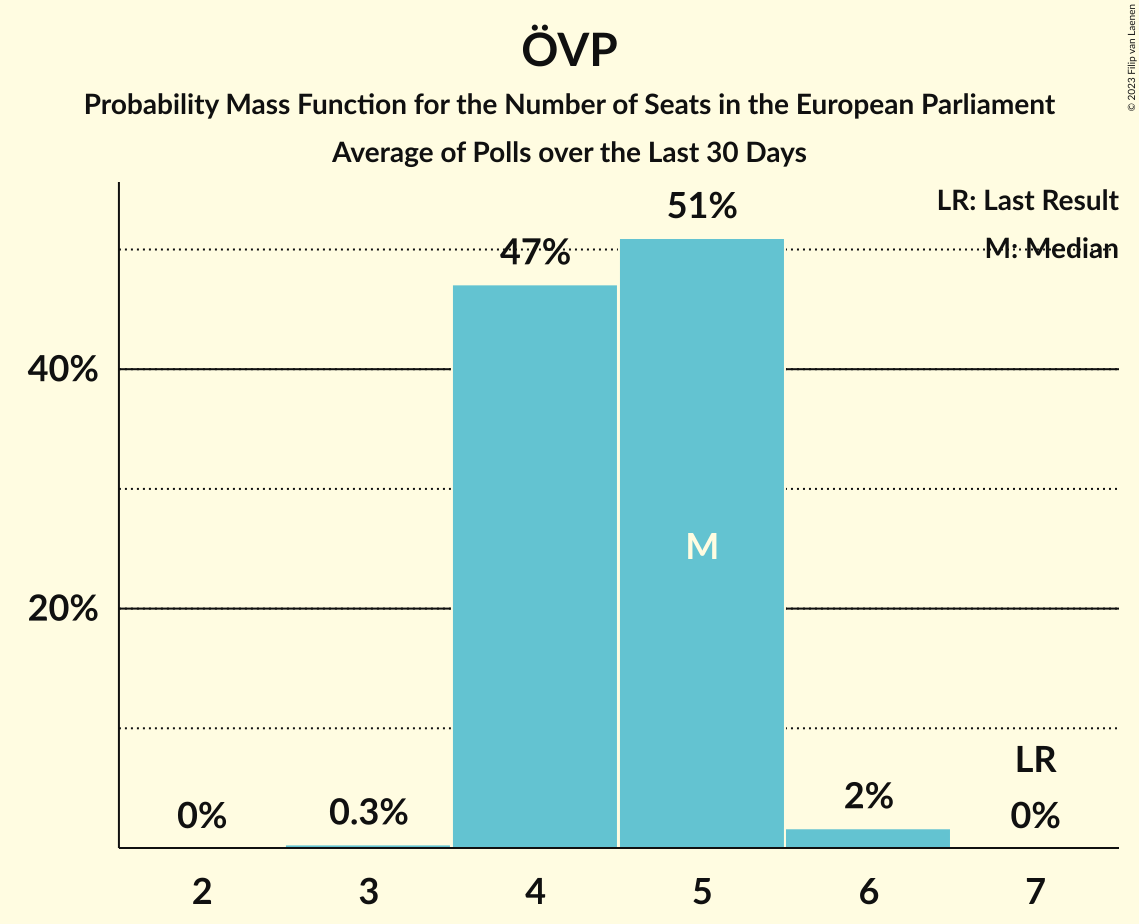 ÖVP
Probability Mass Function for the Number of Seats in the European Parliament
Average of Polls over the Last 30 Days
© 2023 Filip van Laenen
LR: Last Result
M: Median
51%
47%
40%
M
20%
LR
0%
0.3%
2%
0%
2 3 4 5 6 7